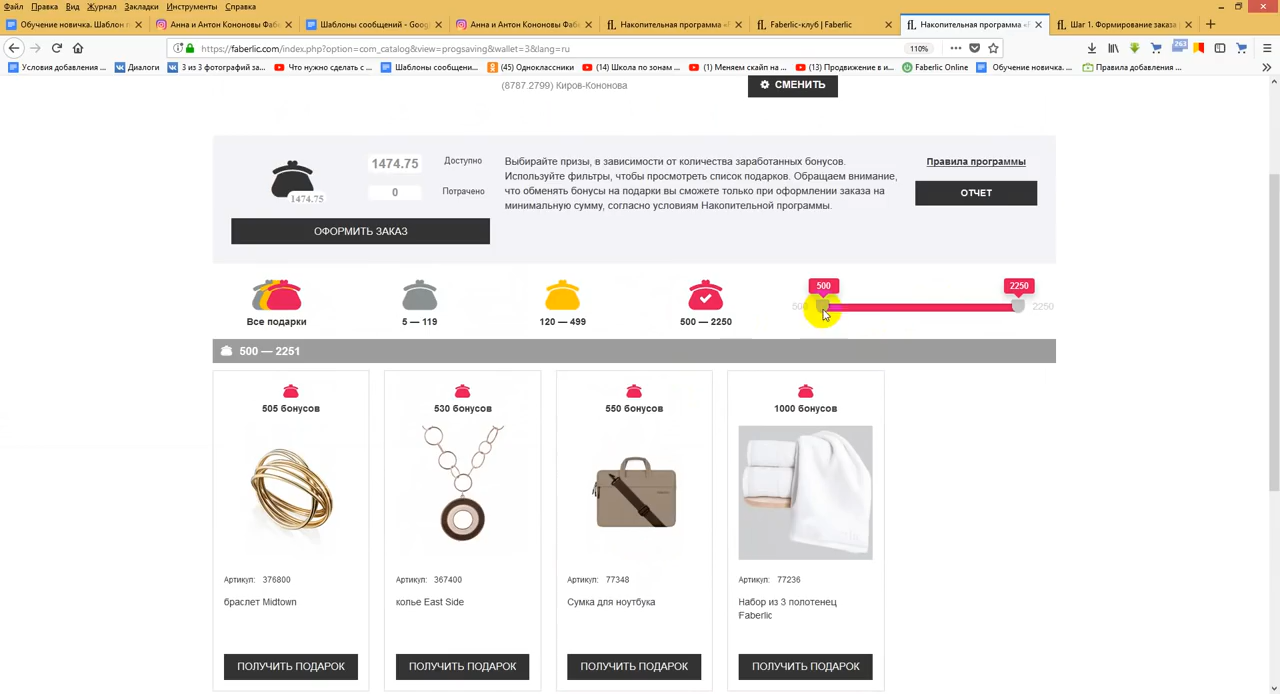 Файл Правка Вид Журнал Закладки Инструменты Справка
Обучение новичка. Шаблон г
Анна и Антон Кононовы Фаб
Шаблоны сообщений - Goog
Анна и Антон Кононовы Фаб
Накопительная программа «F
Faberlic-клуб | Faberlic
Накопительная программа «F
Шаг 1. Формирование заказа
https://faberlic.com/index.php?option=com_catalog&view=progsaving&wallet=3&lang=ru
110%
263
Условия добавления ...
Диалоги
3 из 3 фотографий за...
Что нужно сделать с ...
Шаблоны сообщени...
(45) Одноклассники
(14) Школа по зонам ...
(1) Меняем скайп на ...
(13) Продвижение в и...
Faberlic Online
Обучение новичка. ...
Правила добавления ...
(8787.2799) Киров-Кононова
СМЕНИТЬ
1474.75
1474.75 Доступно
0 Потрачено
ОФОРМИТЬ ЗАКАЗ
Выбирайте призы, в зависимости от количества заработанных бонусов.
Используйте фильтры, чтобы просмотреть список подарков. Обращаем внимание,
что обменять бонусы на подарки вы сможете только при оформлении заказа на
минимальную сумму, согласно условиям Накопительной программы.
Правила программы
ОТЧЕТ
Все подарки
5 — 119
120 — 499
500 — 2250
500 2250
500 2250
500 — 2251
505 бонусов
Артикул: 376800
браслет Midtown
ПОЛУЧИТЬ ПОДАРОК
530 бонусов
Артикул: 367400
колье East Side
ПОЛУЧИТЬ ПОДАРОК
550 бонусов
Артикул: 77348
Сумка для ноутбука
ПОЛУЧИТЬ ПОДАРОК
1000 бонусов
Артикул: 77236
Набор из 3 полотенец
Faberlic
ПОЛУЧИТЬ ПОДАРОК